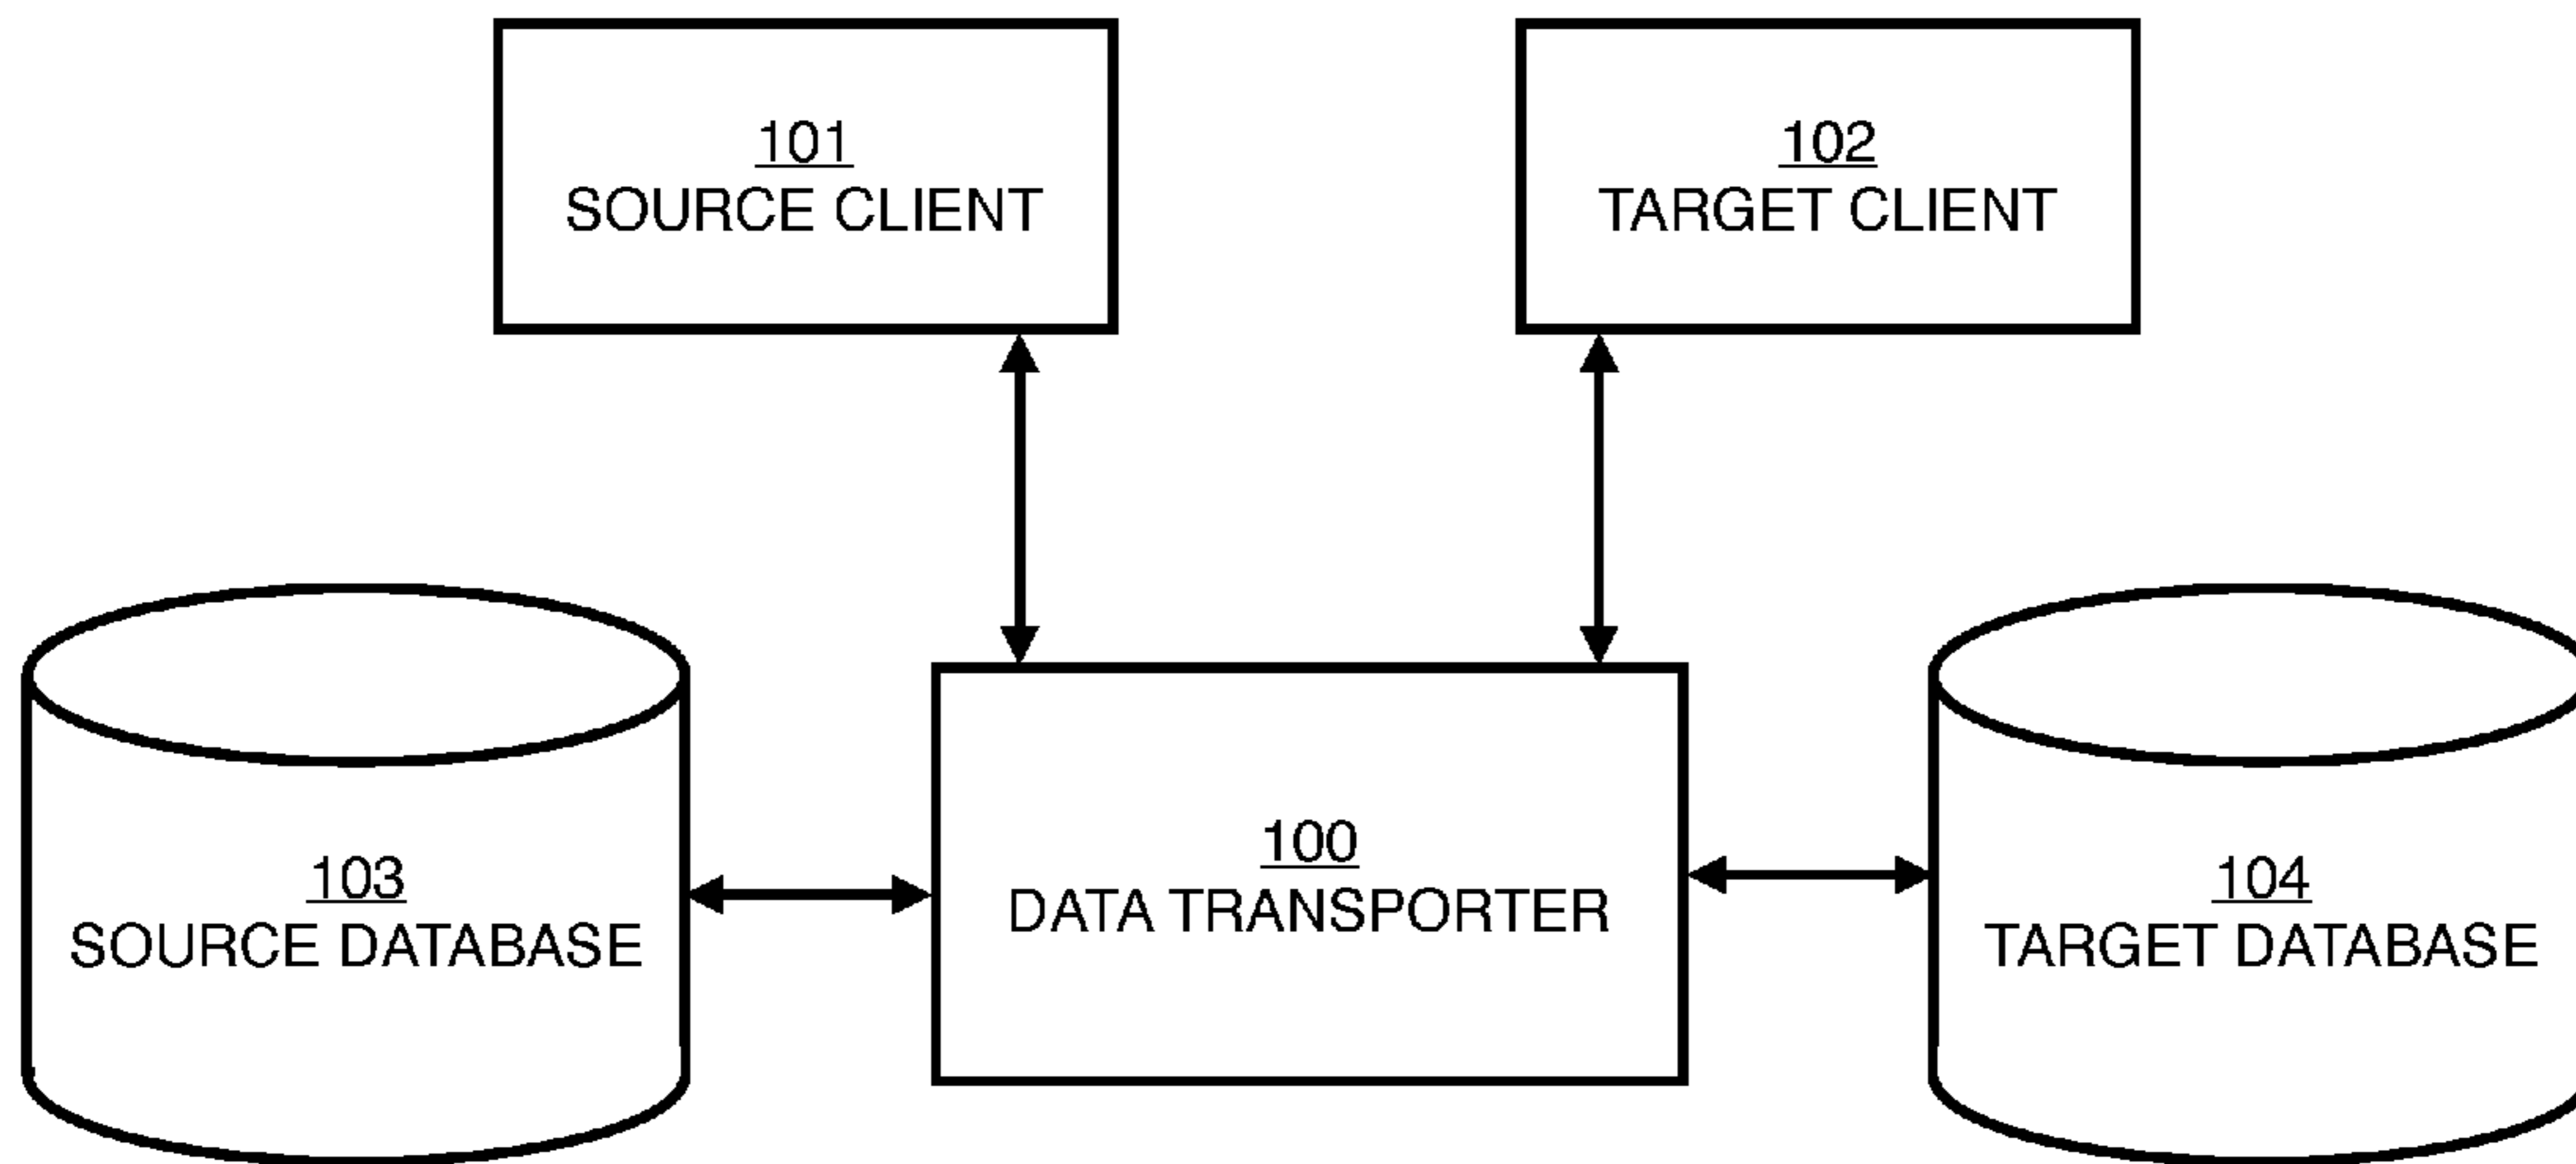 101
SOURCE CLIENT
102
TARGET CLIENT
103
SOURCE DATABASE
100
DATA TRANSPORTER
104
TARGET DATABASE